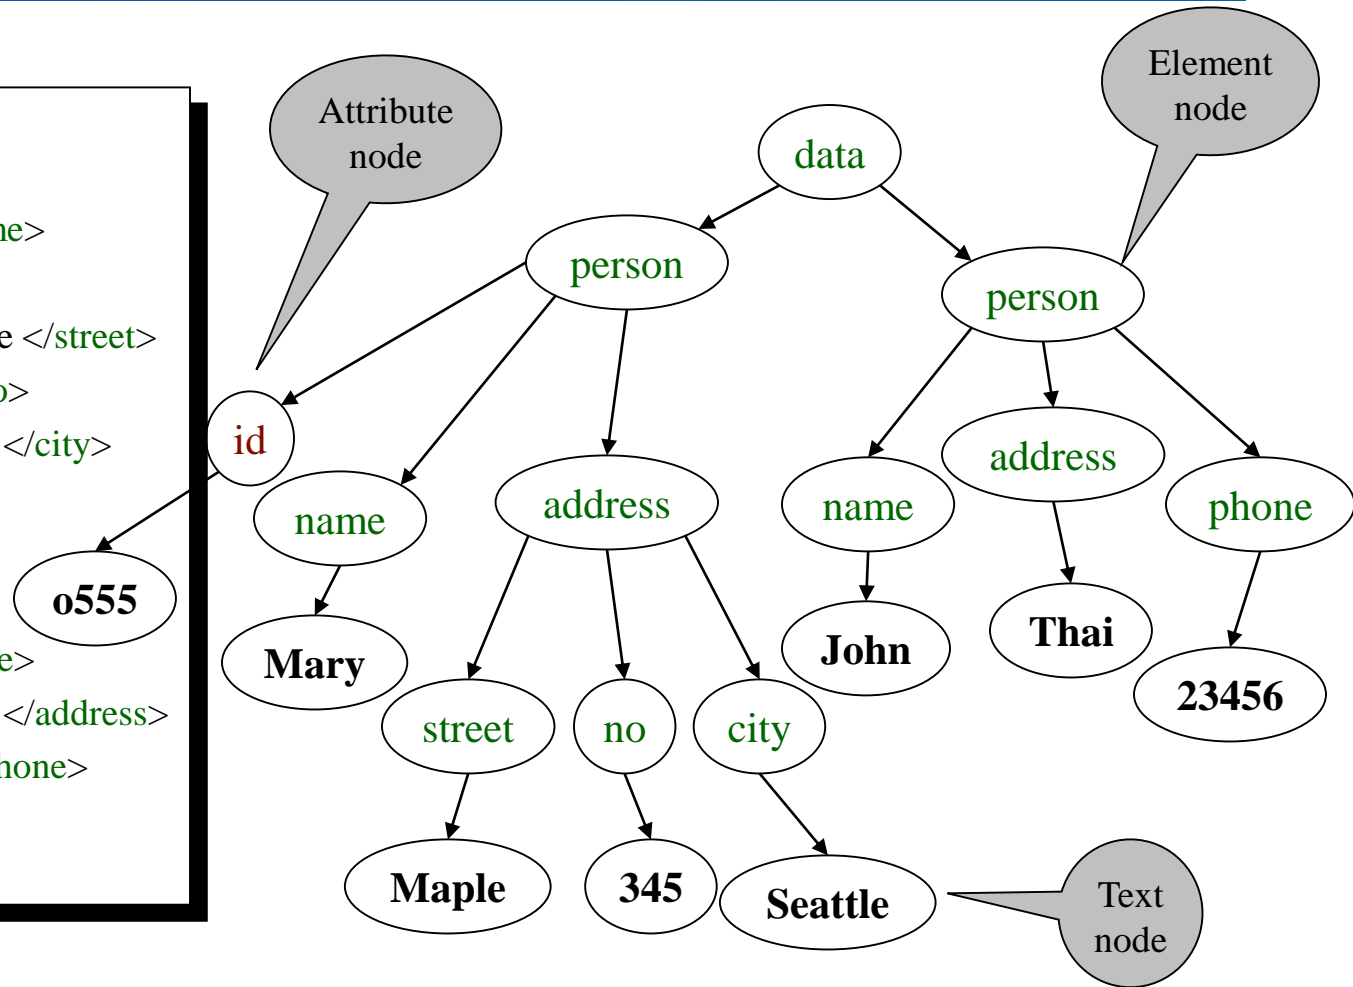 Attribute
node
Element
node
data
person
person
ne>
e </street>
o>
</city>
id
name
address
name
address
phone
o555
Mary
John
Thai
23456
e>
</address>
hone>
street
no
city
Maple
345
Seattle
Text
node